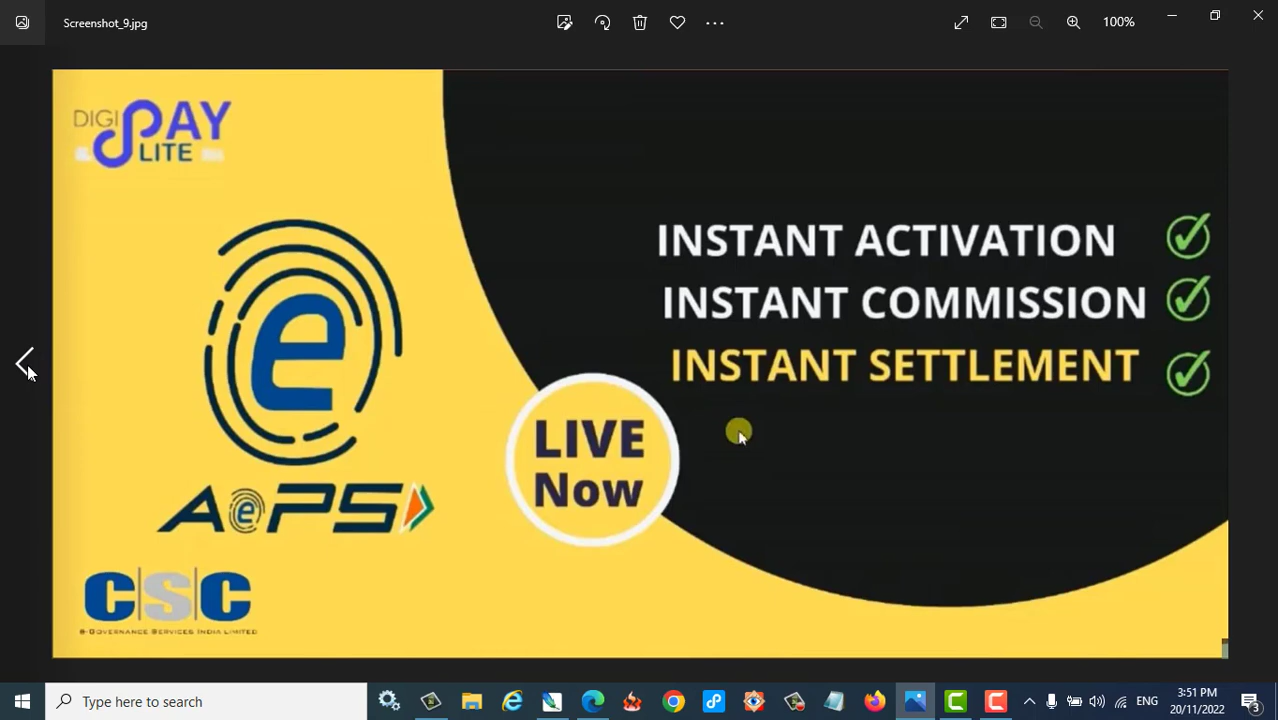 Screenshot_9.jpg
100%
DIGI PAY
LITE
INSTANT ACTIVATION
INSTANT COMMISSION
INSTANT SETTLEMENT
LIVE
Now
e
AePS
CSC
e-Governance Services India Limited
Type here to search
ENG
3:51 PM
20/11/2022
3